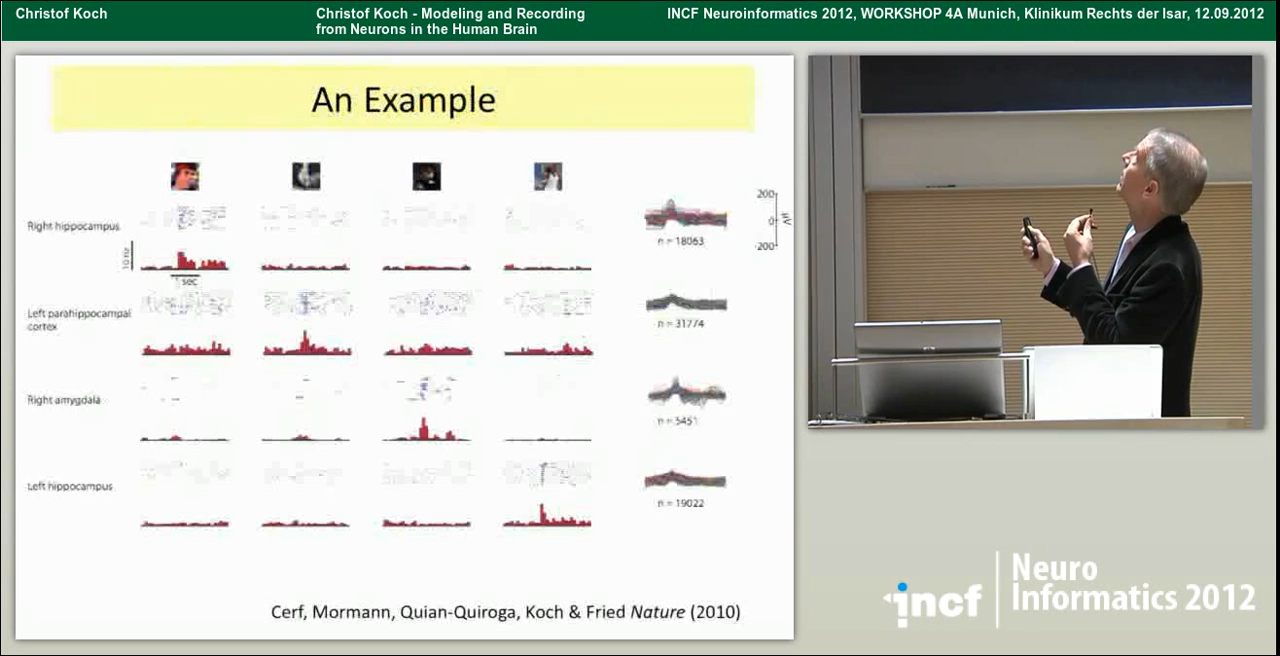 Christof Koch
Christof Koch - Modeling and Recording
from Neurons in the Human Brain
INCF Neuroinformatics 2012, WORKSHOP 4A Munich, Klinikum Rechts der Isar, 12.09.2012
An Example
Right hippocampus
10 Hz
1 sec
n = 18063
200
0
-200
μV
Left parahippocampal
cortex
n = 31774
Right amygdala
n = 5451
Left hippocampus
n = 19022
Cerf, Mormann, Quian-Quiroga, Koch & Fried Nature (2010)
incf
Neuro
Informatics 2012